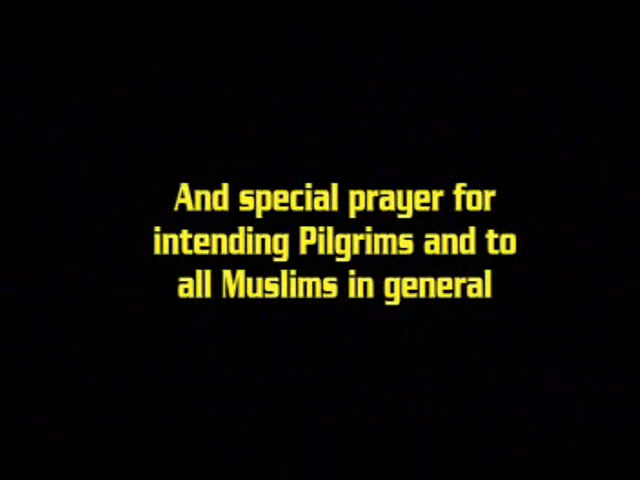 And special prayer for
intending Pilgrims and to
all Muslims in general